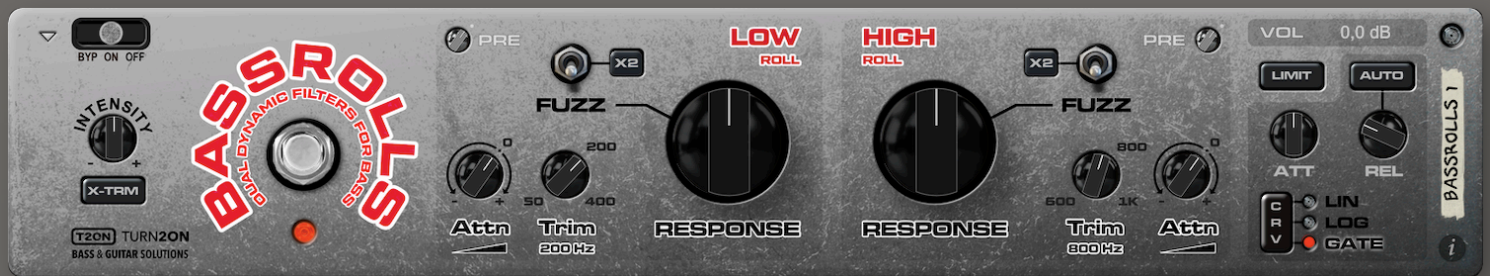 BYP ON OFF
INTENSITY
- +
X-TRM
T2ON TURN2ON
BASS & GUITAR SOLUTIONS
BASSROLLS
DUAL DYNAMIC FILTERS FOR BASS
PRE
LOW
ROLL
X2
FUZZ
0
- +
Attn
200
50 400
Trim
200 Hz
RESPONSE
HIGH
ROLL
PRE
X2
FUZZ
RESPONSE
800
600 1K
Trim
800 Hz
0
- +
Attn
VOL 0,0 dB
LIMIT AUTO
ATT REL
CRV
LIN
LOG
GATE
BASSROLLS 1
i